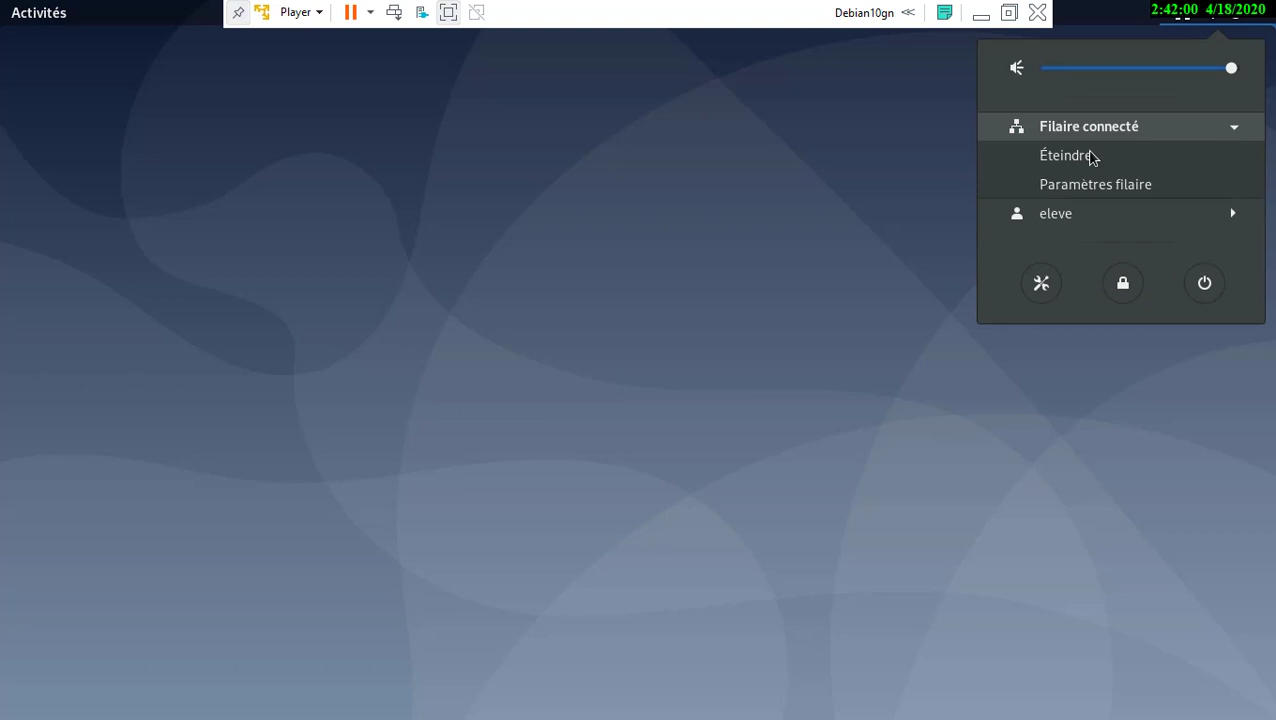 Activités
Player
Debian10gn
2:42:00 4/18/2020
Filaire connecté
Éteindre
Paramètres filaire
eleve